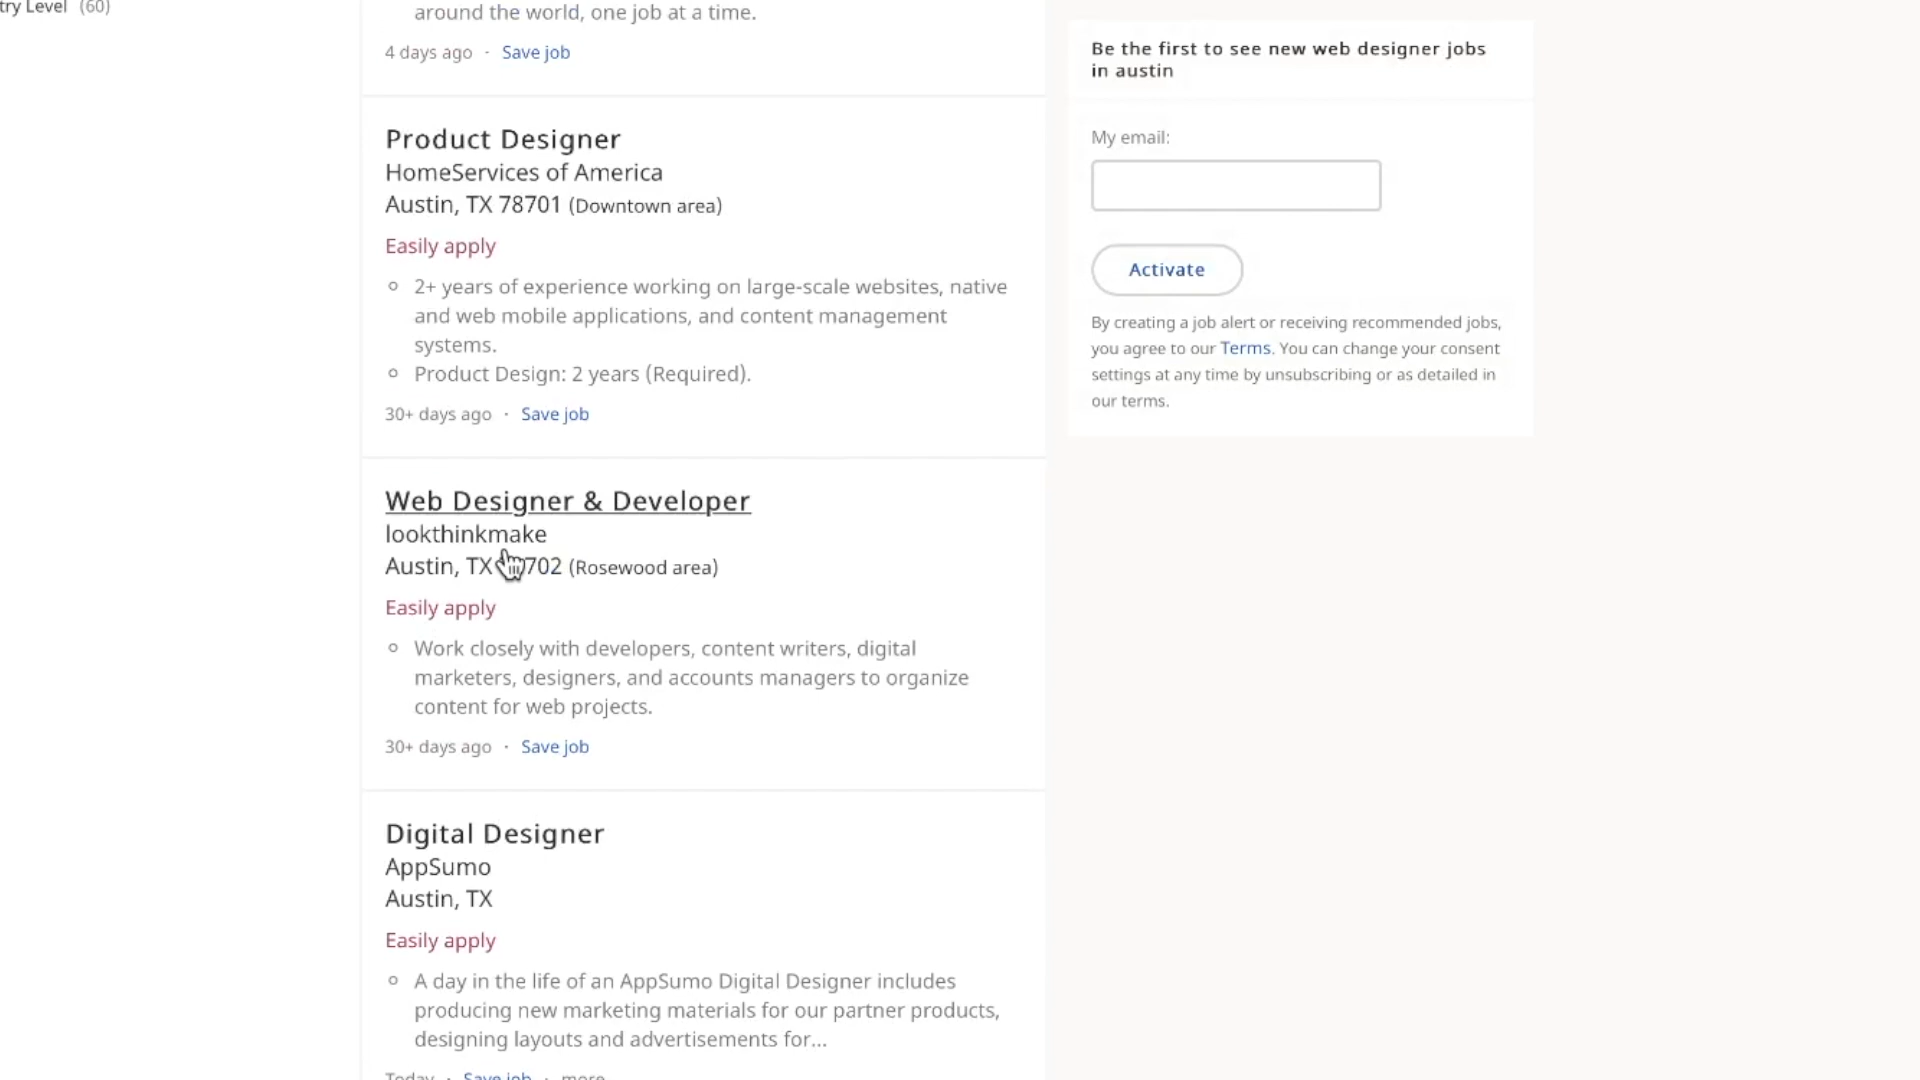 try Level (60)
around the world, one job at a time.
4 days ago · Save job
Product Designer
HomeServices of America
Austin, TX 78701 (Downtown area)
Easily apply
2+ years of experience working on large-scale websites, native
and web mobile applications, and content management
systems.
Product Design: 2 years (Required).
30+ days ago · Save job
Web Designer & Developer
lookthinkmake
Austin, TX 702 (Rosewood area)
Easily apply
Work closely with developers, content writers, digital
marketers, designers, and accounts managers to organize
content for web projects.
30+ days ago · Save job
Digital Designer
AppSumo
Austin, TX
Easily apply
A day in the life of an AppSumo Digital Designer includes
producing new marketing materials for our partner products,
designing layouts and advertisements for...
Today · Save job · more
Be the first to see new web designer jobs
in austin
My email:
Activate
By creating a job alert or receiving recommended jobs,
you agree to our Terms. You can change your consent
settings at any time by unsubscribing or as detailed in
our terms.